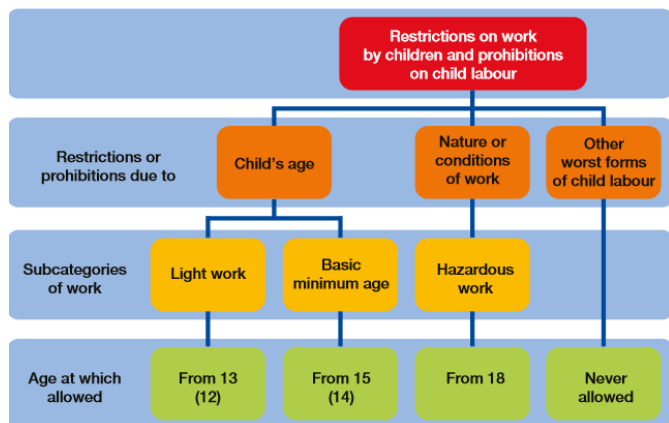 Restrictions on work
by children and prohibitions
on child labour
Restrictions or
prohibitions due to
Child's age
Nature or
conditions
of work
Other
worst forms
of child labour
Subcategories
of work
Light work
Basic
minimum age
Hazardous
work
Age at which
allowed
From 13
(12)
From 15
(14)
From 18
Never
allowed